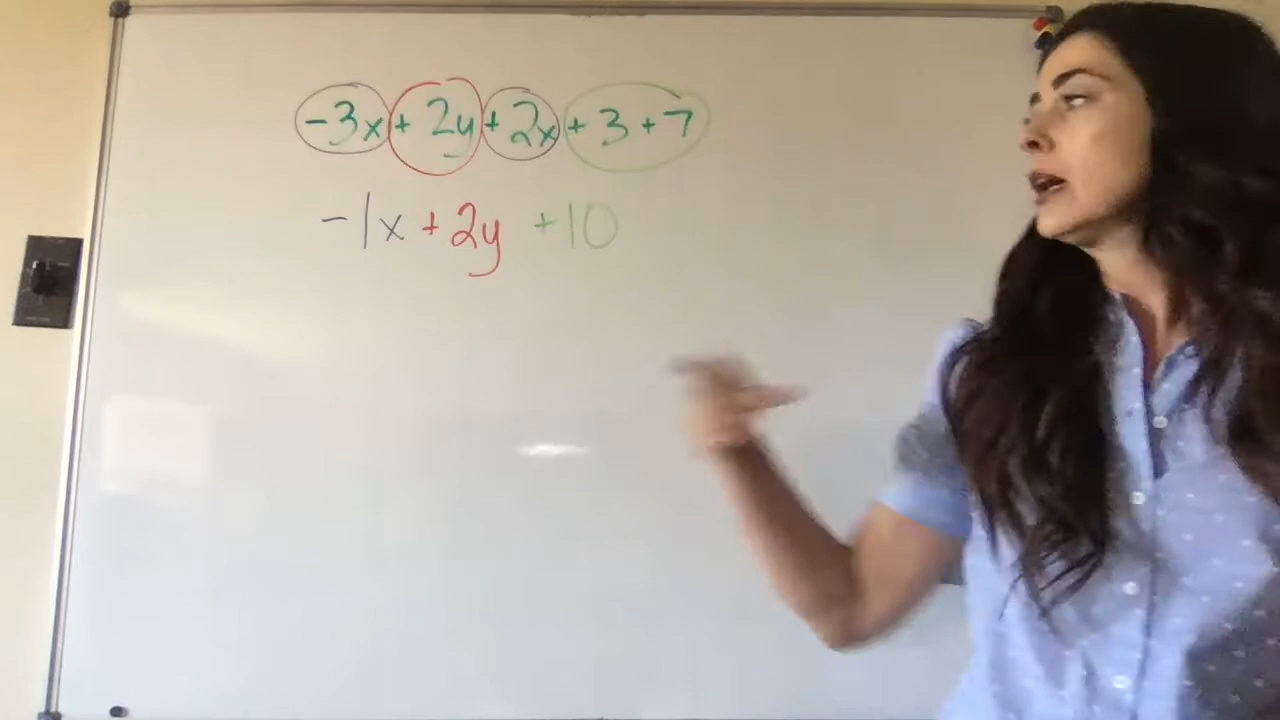 -3x + 2y + 2x + 3 + 7
-1x + 2y + 10